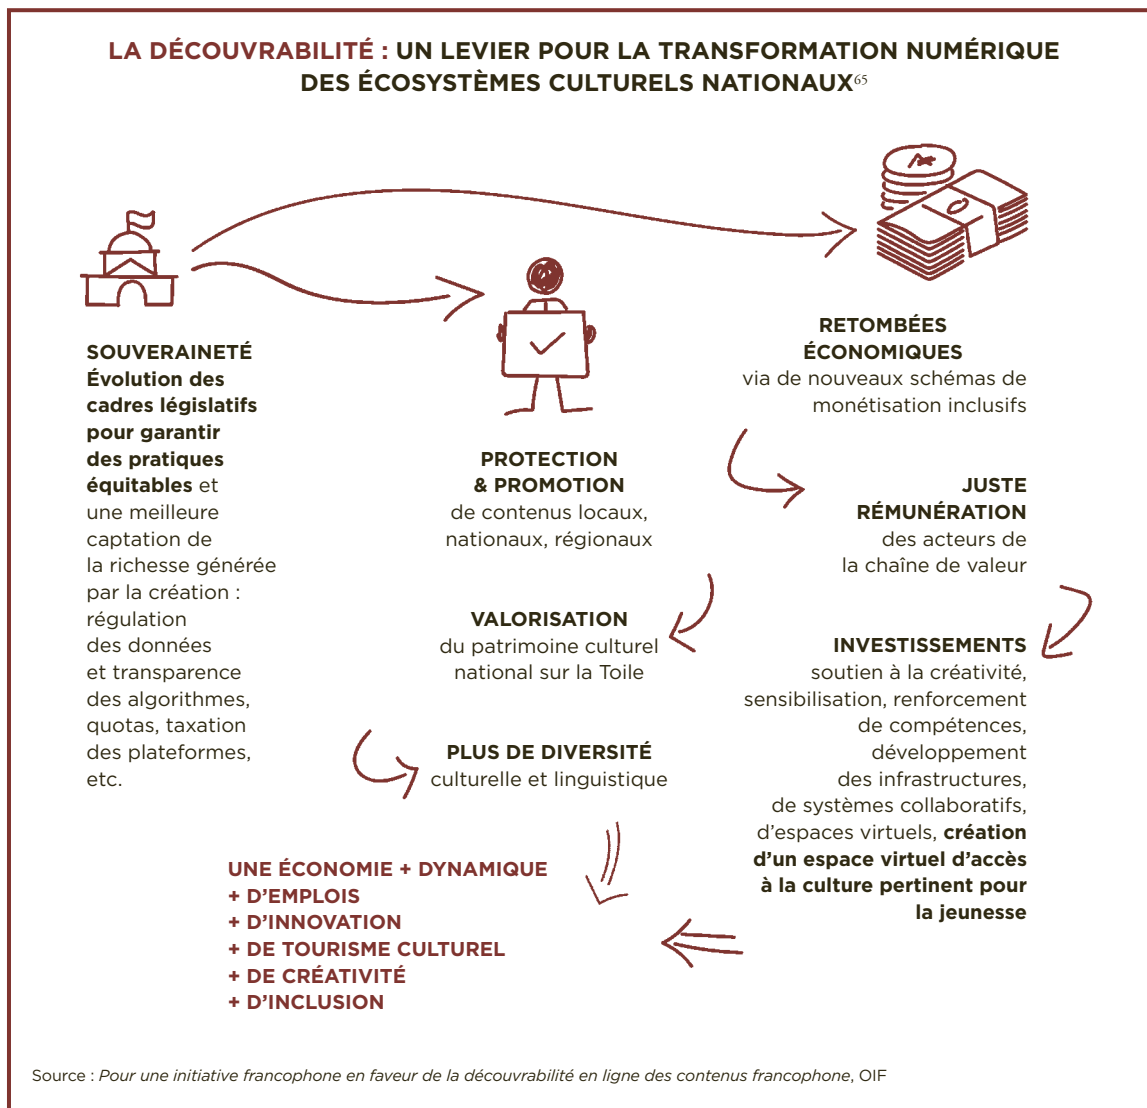 LA DÉCOUVRABILITÉ : UN LEVIER POUR LA TRANSFORMATION NUMÉRIQUE
DES ÉCOSYSTÈMES CULTURELS NATIONAUX65
SOUVERAINETÉ
Évolution des
cadres législatifs
pour garantir
des pratiques
équitables et
une meilleure
captation de
la richesse générée
par la création :
régulation
des données
et transparence
des algorithmes,
quotas, taxation
des plateformes,
etc.
PROTECTION
& PROMOTION
de contenus locaux,
nationaux, régionaux
VALORISATION
du patrimoine culturel
national sur la Toile
PLUS DE DIVERSITÉ
culturelle et linguistique
RETOMBÉES
ÉCONOMIQUES
via de nouveaux schémas de
monétisation inclusifs
JUSTE
RÉMUNÉRATION
des acteurs de
la chaîne de valeur
INVESTISSEMENTS
soutien à la créativité,
sensibilisation, renforcement
de compétences,
développement
des infrastructures,
de systèmes collaboratifs,
d'espaces virtuels, création
d'un espace virtuel d'accès
à la culture pertinent pour
la jeunesse
UNE ÉCONOMIE + DYNAMIQUE
+ D'EMPLOIS
+ D'INNOVATION
+ DE TOURISME CULTUREL
+ DE CRÉATIVITÉ
+ D'INCLUSION
Source : Pour une initiative francophone en faveur de la découvrabilité en ligne des contenus francophone, OIF